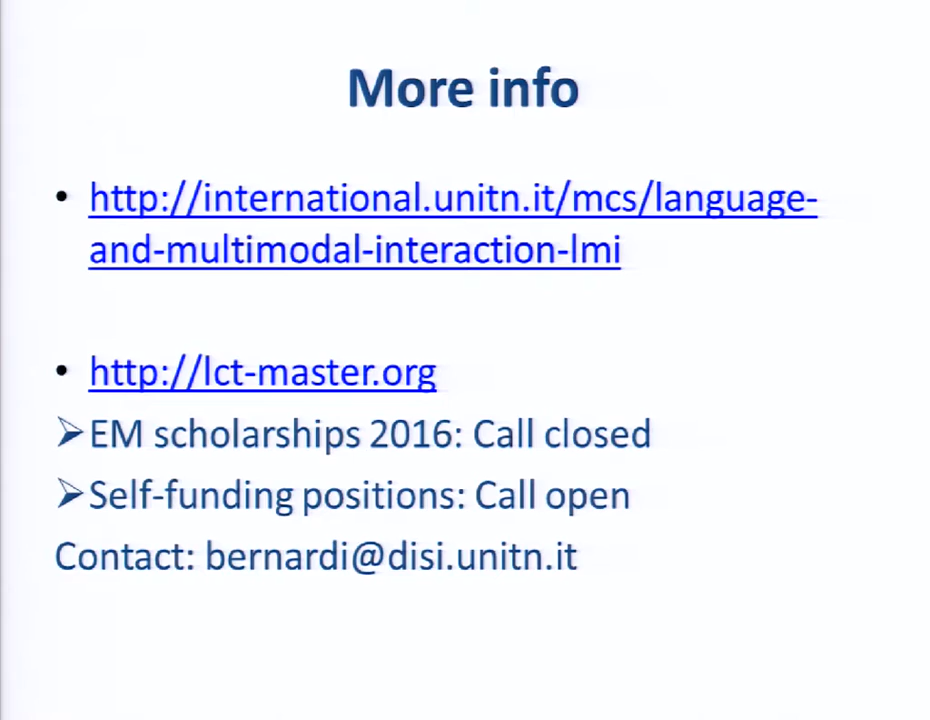 More info
• http://international.unitn.it/mcs/language-
and-multimodal-interaction-lmi
• http://lct-master.org
➢EM scholarships 2016: Call closed
➢Self-funding positions: Call open
Contact: bernardi@disi.unitn.it